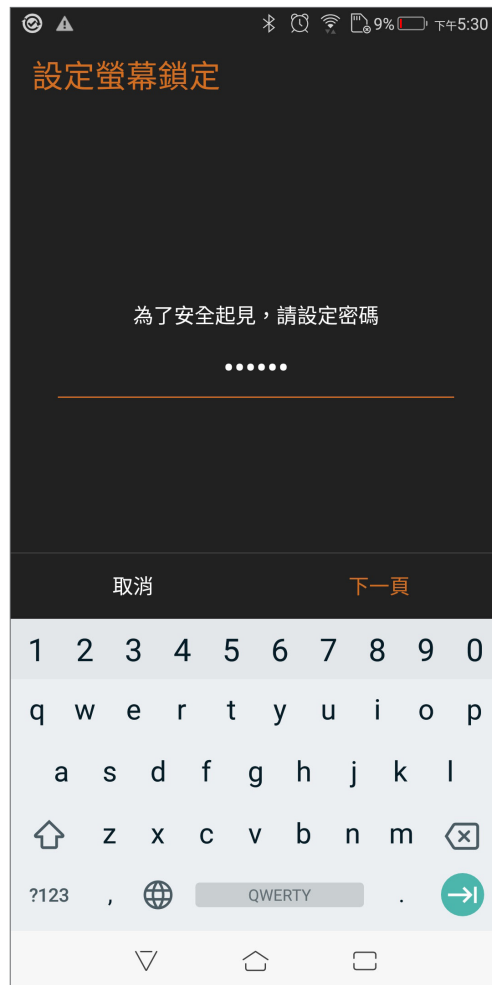 9% 下午5:30
設定螢幕鎖定
為了安全起見，請設定密碼
••••••
取消 下一頁
1 2 3 4 5 6 7 8 9 0
q w e r t y u i o p
a s d f g h j k l
z x c v b n m
?123 , QWERTY .